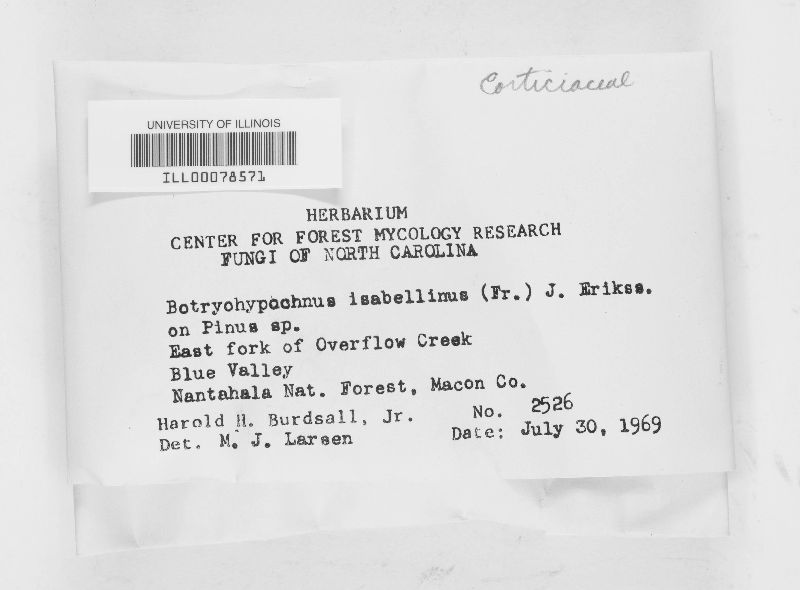 Corticiaceae
UNIVERSITY OF ILLINOIS
ILL00078571
HERBARIUM
CENTER FOR FOREST MYCOLOGY RESEARCH
FUNGI OF NORTH CAROLINA
Botryohypochnus isabellinus (Fr.) J. Erikss.
on Pinus sp.
East fork of Overflow Creek
Blue Valley
Nantahala Nat. Forest, Macon Co.
Harold H. Burdsall, Jr. No. 2526
Det. M. J. Larsen Date: July 30, 1969